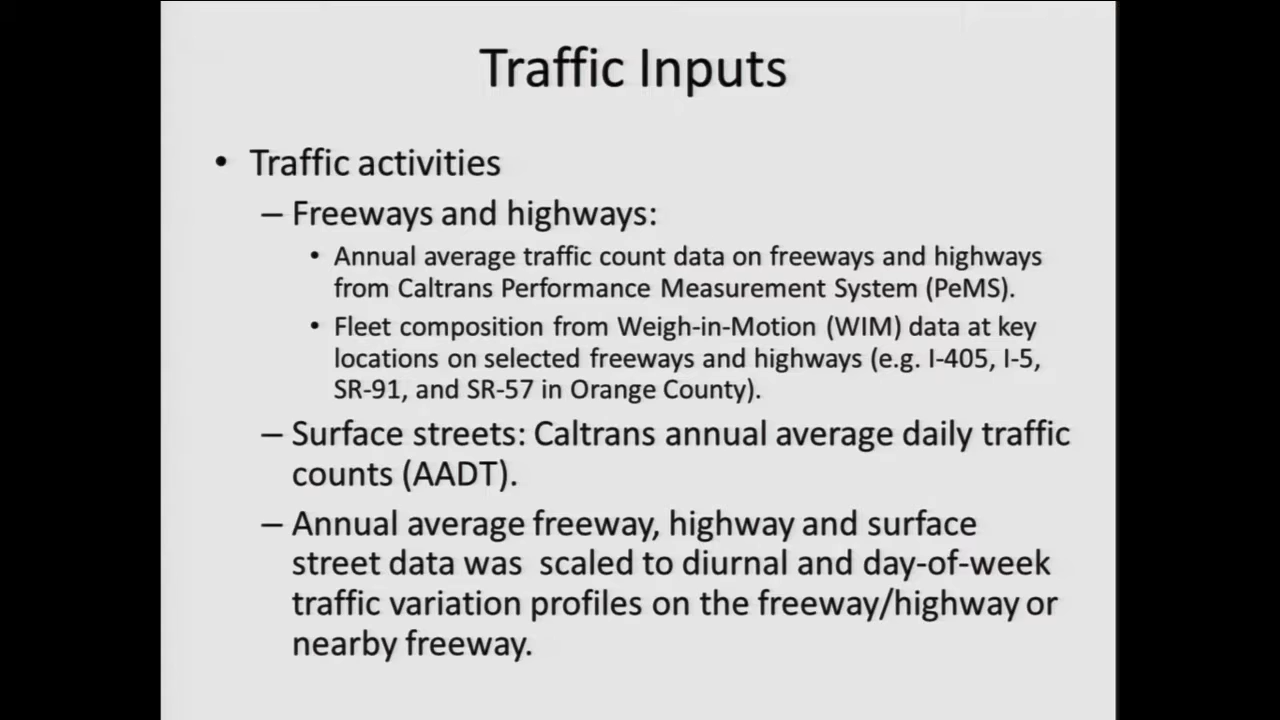 Traffic Inputs
• Traffic activities
– Freeways and highways:
• Annual average traffic count data on freeways and highways
from Caltrans Performance Measurement System (PeMS).
• Fleet composition from Weigh-in-Motion (WIM) data at key
locations on selected freeways and highways (e.g. I-405, I-5,
SR-91, and SR-57 in Orange County).
– Surface streets: Caltrans annual average daily traffic
counts (AADT).
– Annual average freeway, highway and surface
street data was  scaled to diurnal and day-of-week
traffic variation profiles on the freeway/highway or
nearby freeway.